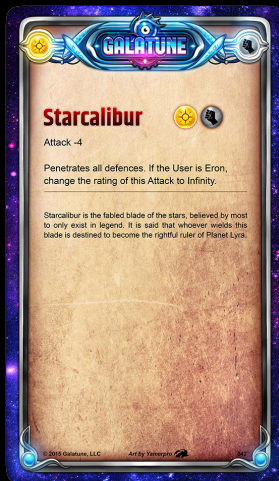 GALATUNE
Starcalibur
Attack -4
Penetrates all defences. If the User is Eron,
change the rating of this Attack to Infinity.
Starcalibur is the fabled blade of the stars, believed by most
to only exist in legend. It is said that whoever wields this
blade is destined to become the rightful ruler of Planet Lyra.
© 2016 Galatune, LLC Art by Yamerpro